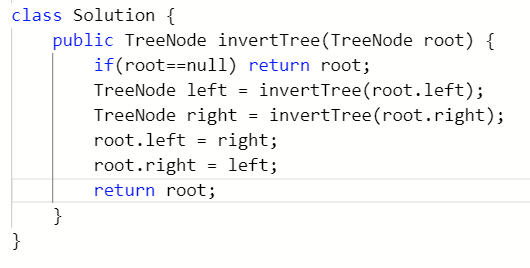 class Solution {
    public TreeNode invertTree(TreeNode root) {
        if(root==null) return root;
        TreeNode left = invertTree(root.left);
        TreeNode right = invertTree(root.right);
        root.left = right;
        root.right = left;
        return root;
    }
}